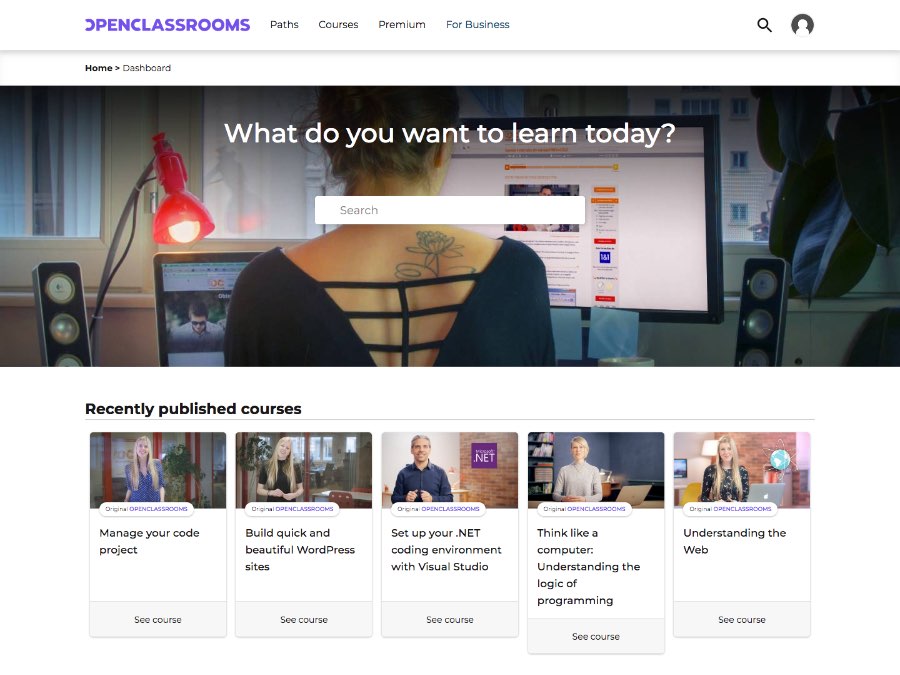 OPENCLASSROOMS Paths Courses Premium For Business
Home > Dashboard
What do you want to learn today?
Search
Recently published courses
Microsoft
.NET
Original OPENCLASSROOMS
Original OPENCLASSROOMS
Original OPENCLASSROOMS
Original OPENCLASSROOMS
Original OPENCLASSROOMS
Manage your code
project
Build quick and
beautiful WordPress
sites
Set up your .NET
coding environment
with Visual Studio
Think like a
computer:
Understanding the
logic of
programming
Understanding the
Web
See course
See course
See course
See course
See course